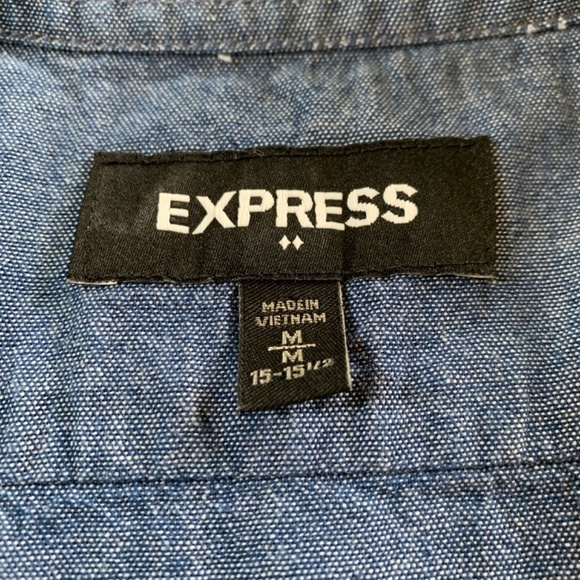 EXPRESS
MADE IN
VIETNAM
M
M
15-15 1/2